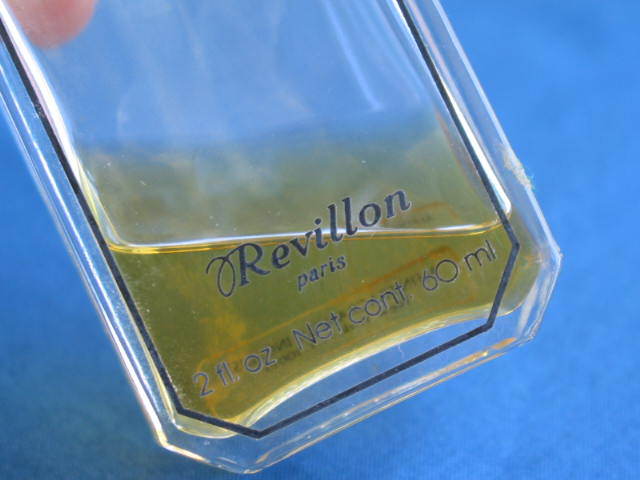 Revillon
paris
2 fl. oz. Net cont. 60 ml